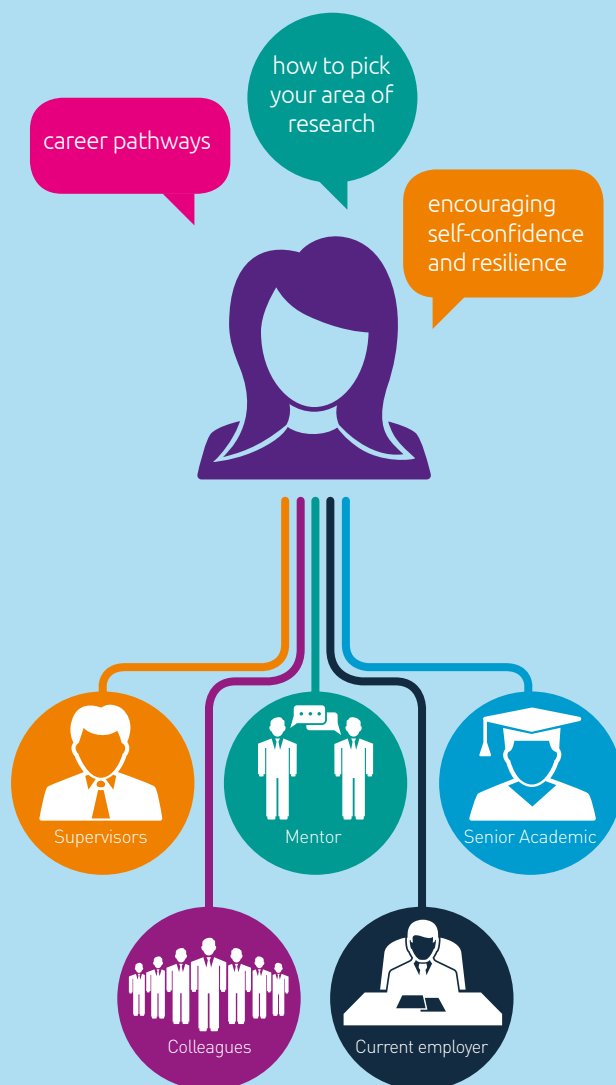 how to pick
your area of
research
career pathways
encouraging
self-confidence
and resilience
Supervisors
Mentor
Senior Academic
Colleagues
Current employer